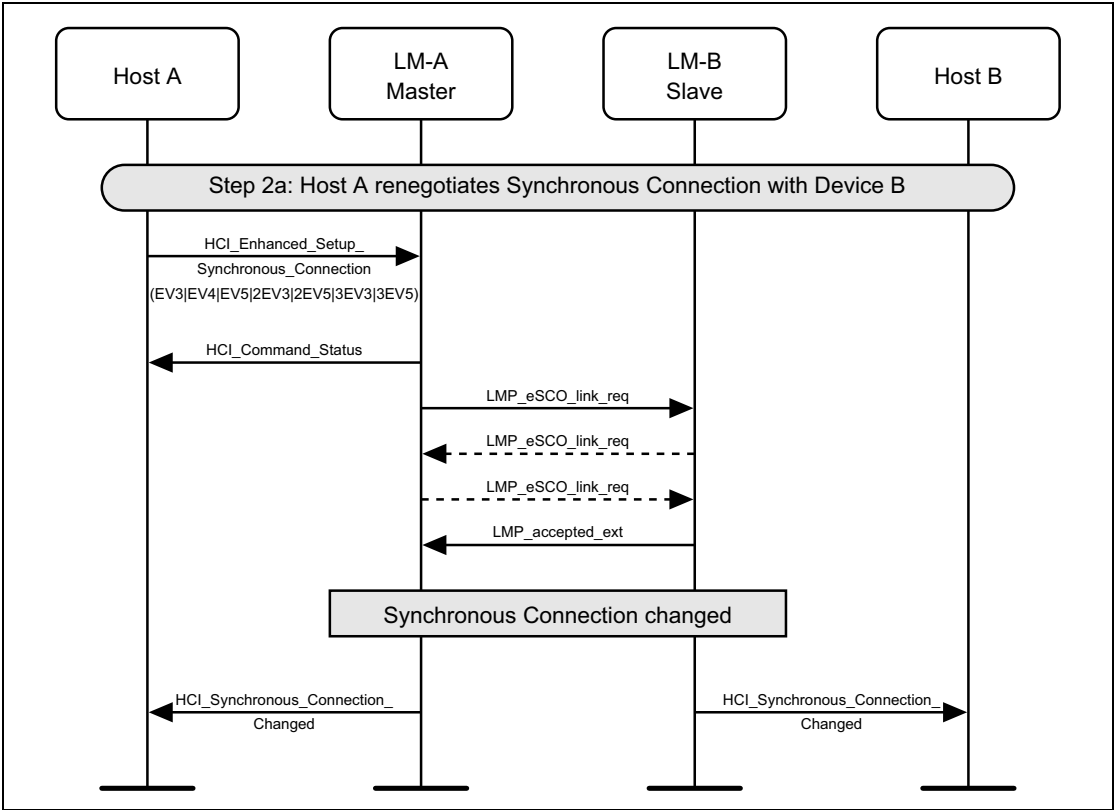 Host A
LM-A
Master
LM-B
Slave
Host B
Step 2a: Host A renegotiates Synchronous Connection with Device B
HCI_Enhanced_Setup_
Synchronous_Connection
(EV3|EV4|EV5|2EV3|2EV5|3EV3|3EV5)
HCI_Command_Status
LMP_eSCO_link_req
LMP_eSCO_link_req
LMP_eSCO_link_req
LMP_accepted_ext
Synchronous Connection changed
HCI_Synchronous_Connection_
Changed
HCI_Synchronous_Connection_
Changed